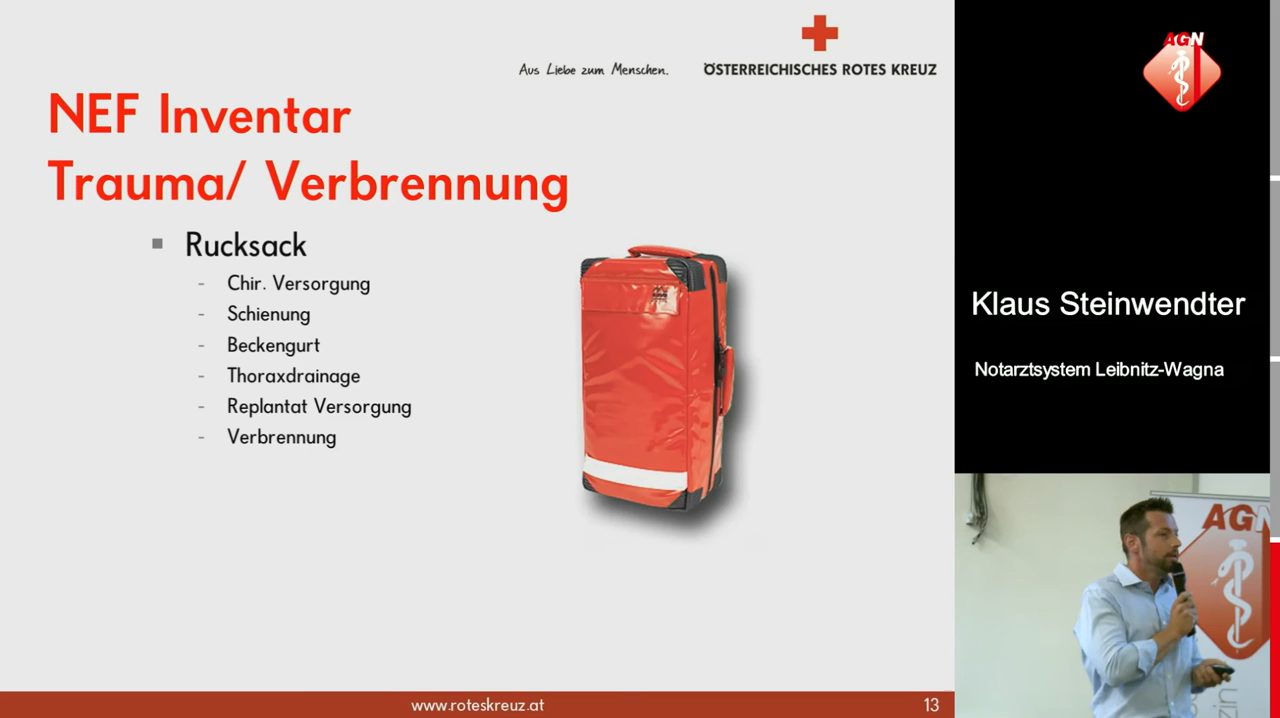 Aus Liebe zum Menschen.
ÖSTERREICHISCHES ROTES KREUZ
NEF Inventar
Trauma/ Verbrennung
▪ Rucksack
- Chir. Versorgung
- Schienung
- Beckengurt
- Thoraxdrainage
- Replantat Versorgung
- Verbrennung
www.roteskreuz.at
13
AGN
Klaus Steinwendter
Notarztsystem Leibnitz-Wagna
AGN